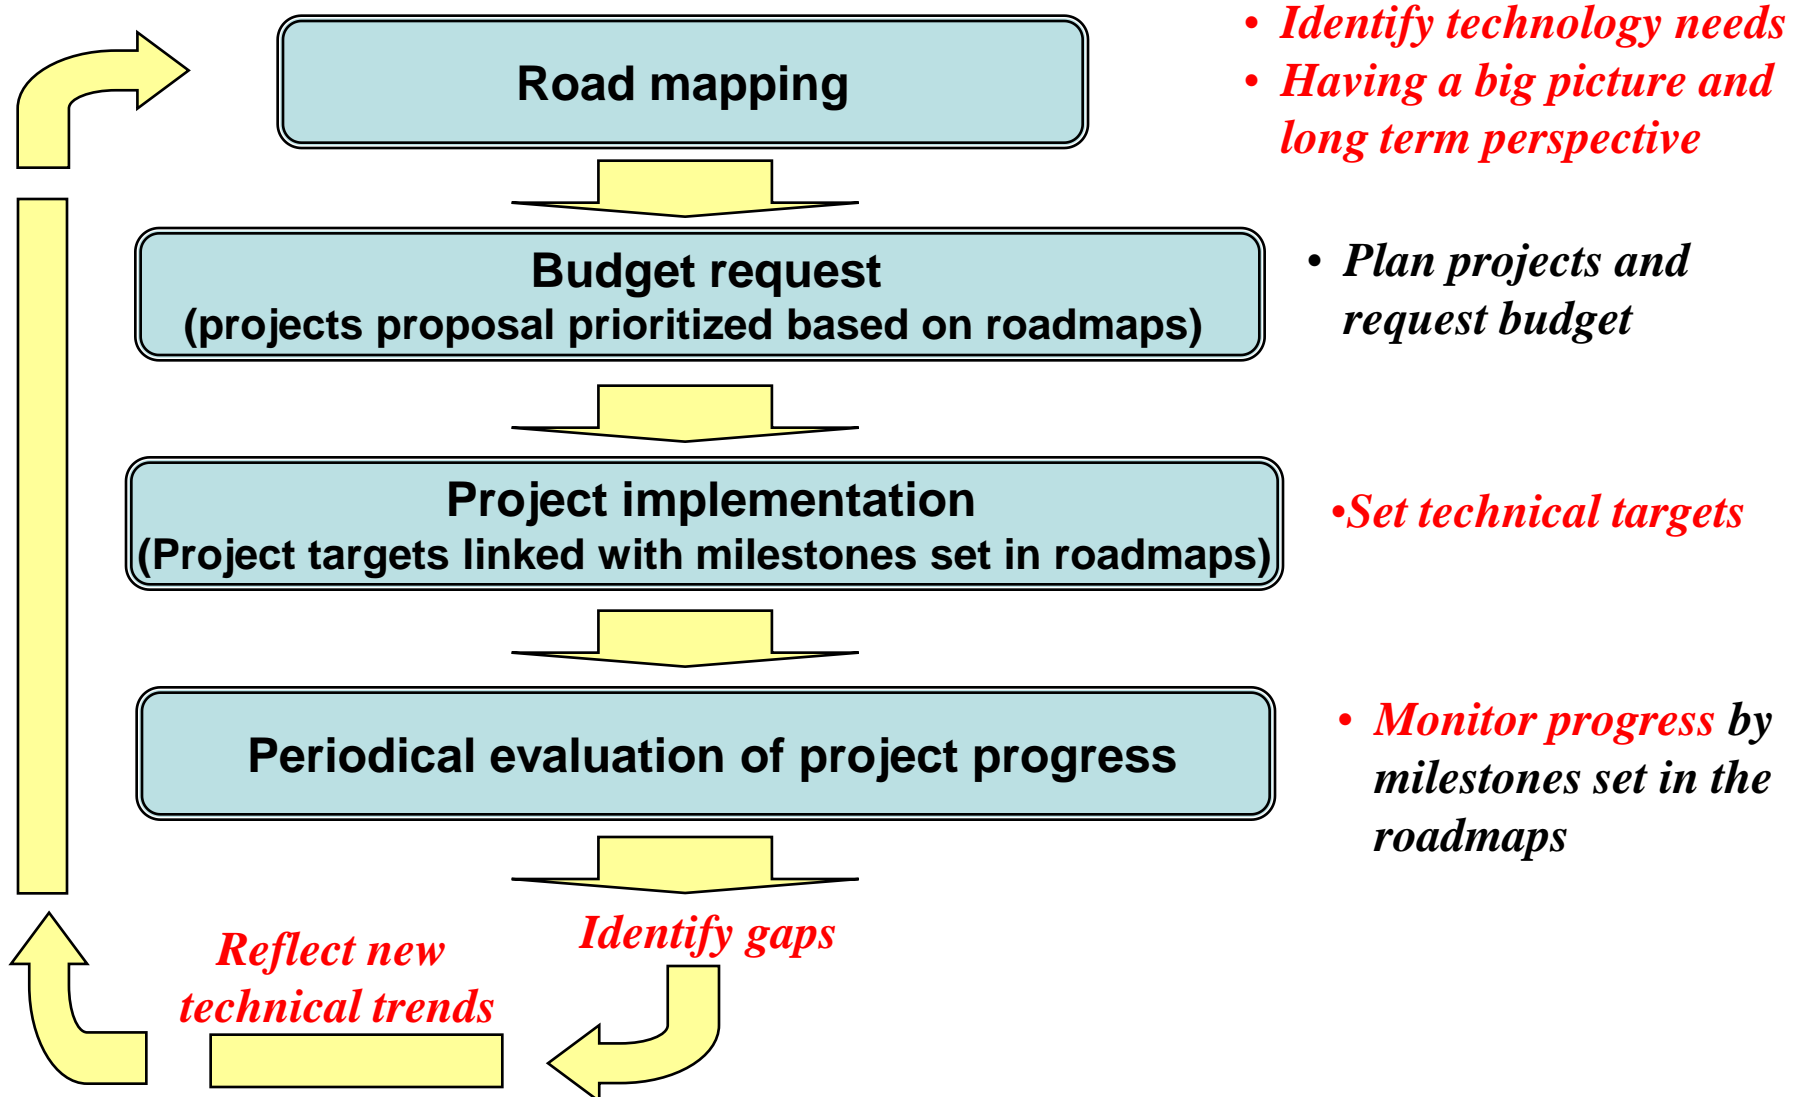 Road mapping
• Identify technology needs
• Having a big picture and
long term perspective
Budget request
(projects proposal prioritized based on roadmaps)
• Plan projects and
request budget
Project implementation
(Project targets linked with milestones set in roadmaps)
•Set technical targets
Periodical evaluation of project progress
• Monitor progress by
milestones set in the
roadmaps
Identify gaps
Reflect new
technical trends